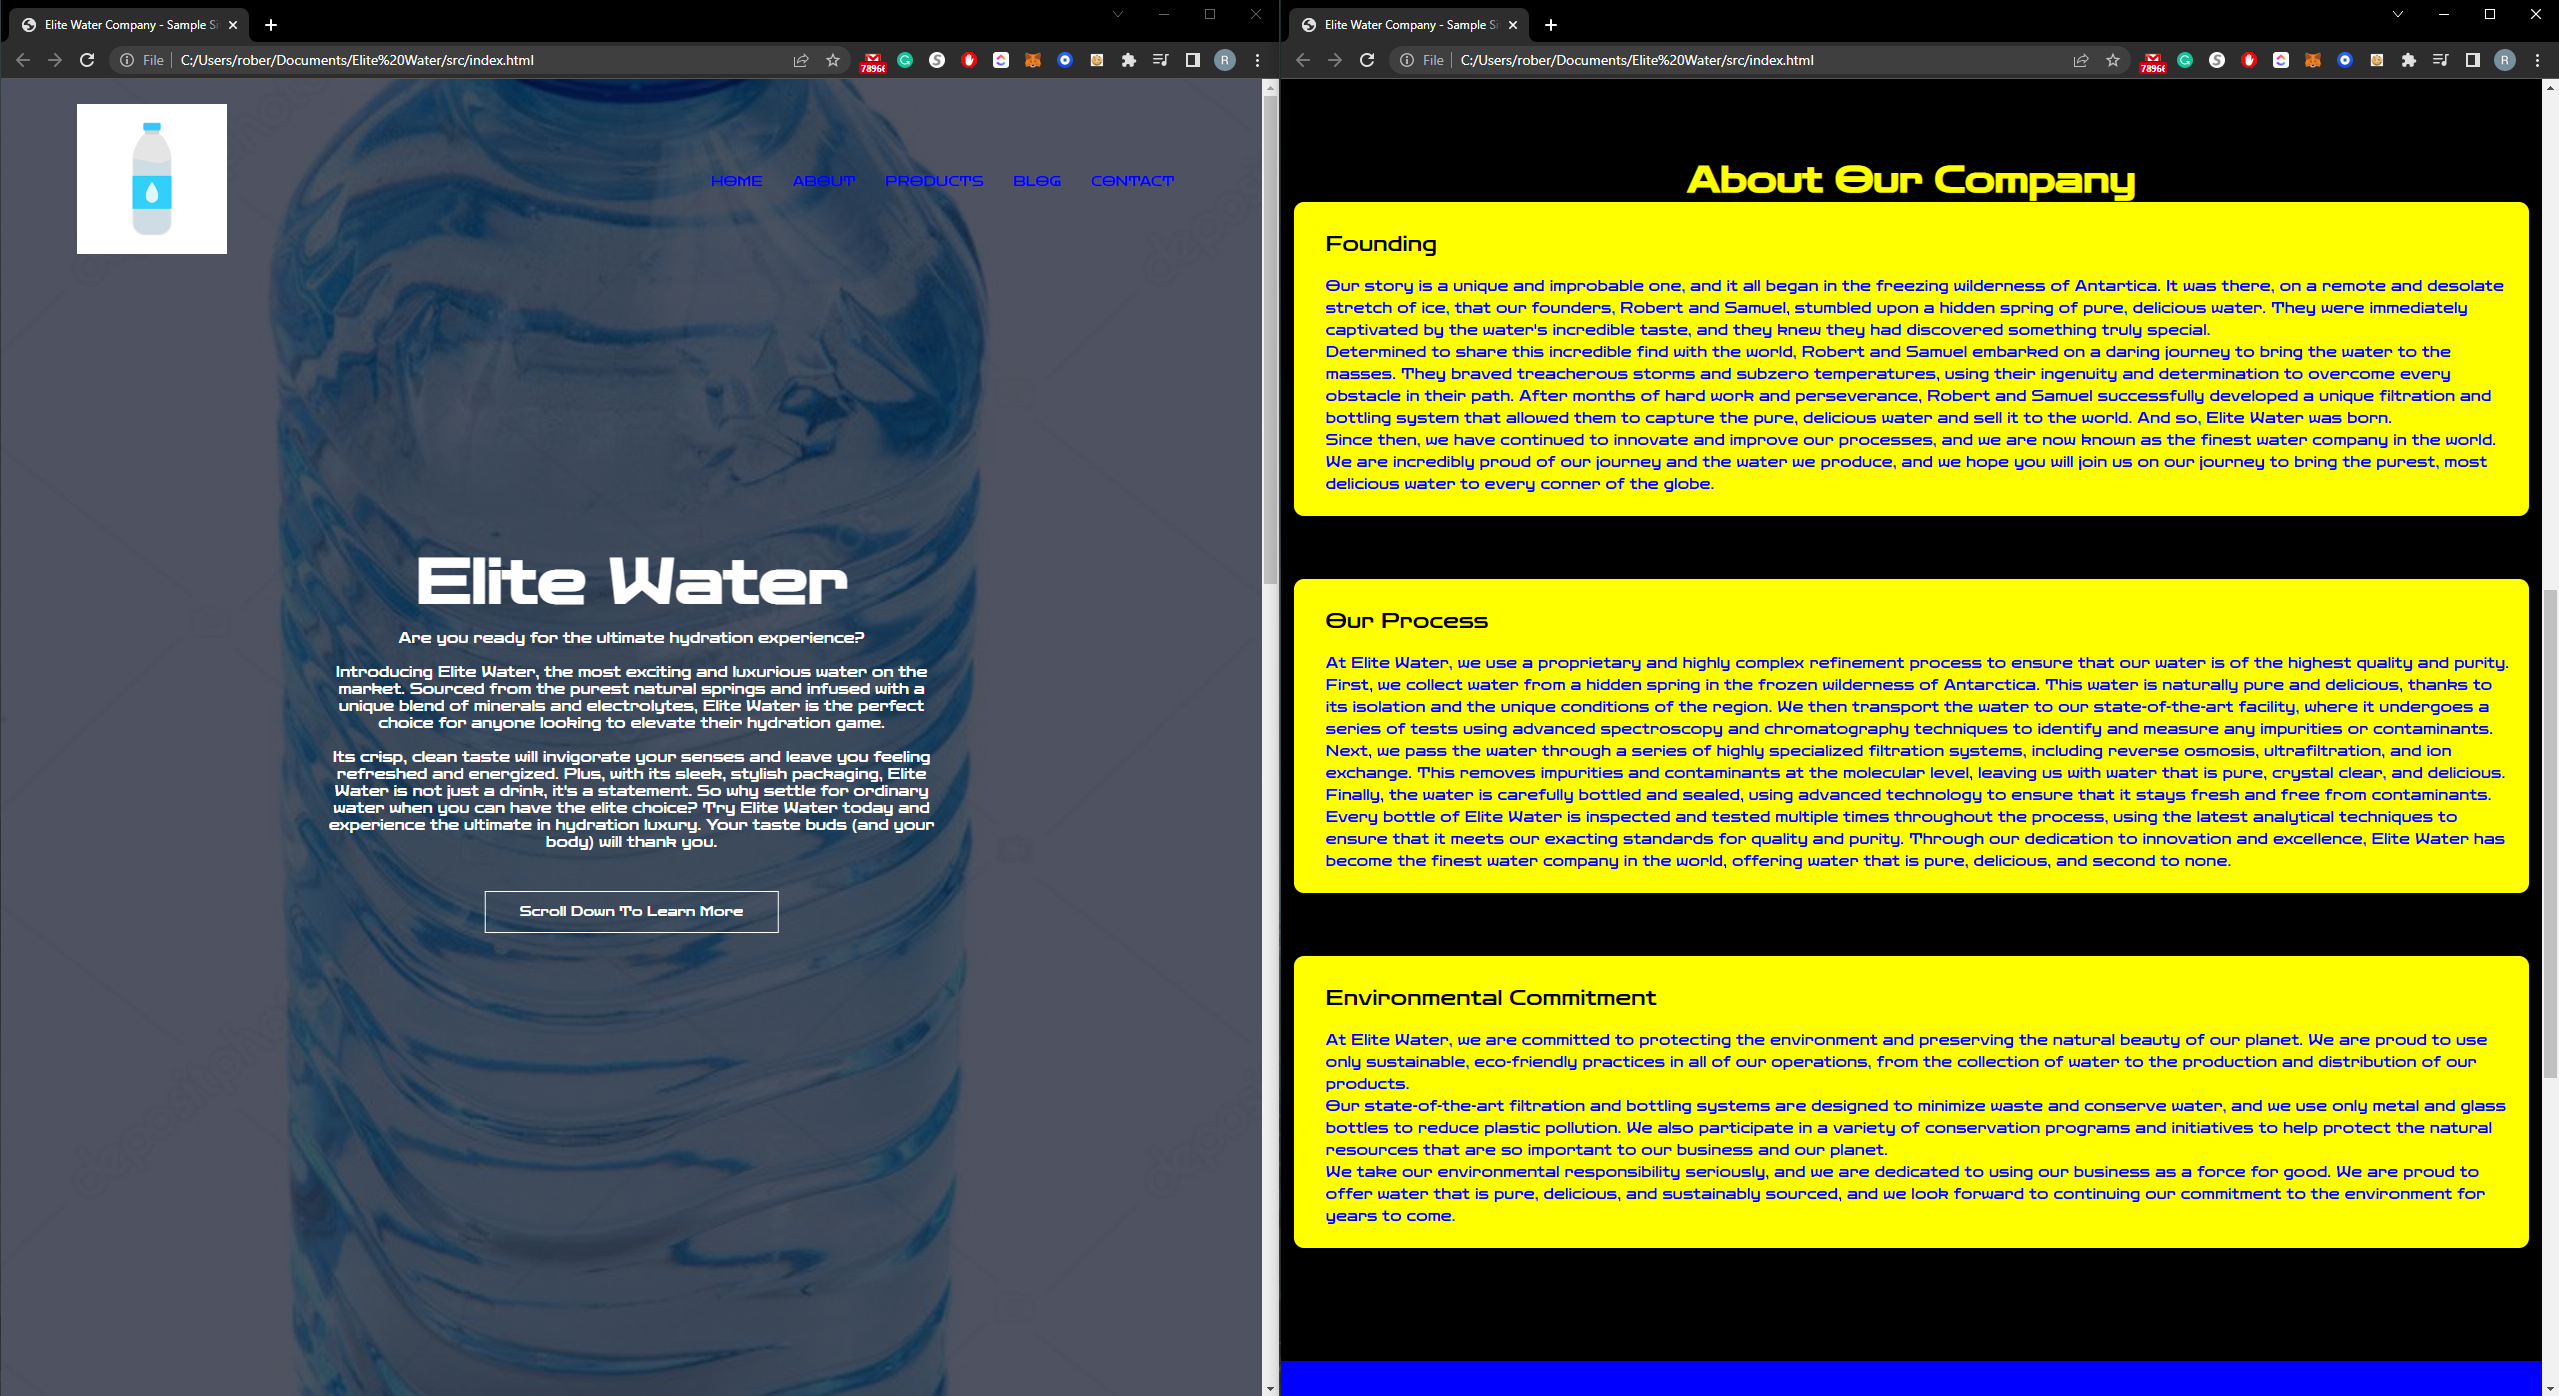 Elite Water Company - Sample S
File
C:/Users/rober/Documents/Elite%20Water/src/index.html
7896
R
HOME ABOUT PRODUCTS BLOG CONTACT
Elite Water
Are you ready for the ultimate hydration experience?
Introducing Elite Water, the most exciting and luxurious water on the
market. Sourced from the purest natural springs and infused with a
unique blend of minerals and electrolytes, Elite Water is the perfect
choice for anyone looking to elevate their hydration game.
Its crisp, clean taste will invigorate your senses and leave you feeling
refreshed and energized. Plus, with its sleek, stylish packaging, Elite
Water is not just a drink, it's a statement. So why settle for ordinary
water when you can have the elite choice? Try Elite Water today and
experience the ultimate in hydration luxury. Your taste buds (and your
body) will thank you.
Scroll Down To Learn More
Elite Water Company - Sample S
File
C:/Users/rober/Documents/Elite%20Water/src/index.html
7896
R
About Our Company
Founding
Our story is a unique and improbable one, and it all began in the freezing wilderness of Antartica. It was there, on a remote and desolate
stretch of ice, that our founders, Robert and Samuel, stumbled upon a hidden spring of pure, delicious water. They were immediately
captivated by the water's incredible taste, and they knew they had discovered something truly special.
Determined to share this incredible find with the world, Robert and Samuel embarked on a daring journey to bring the water to the
masses. They braved treacherous storms and subzero temperatures, using their ingenuity and determination to overcome every
obstacle in their path. After months of hard work and perseverance, Robert and Samuel successfully developed a unique filtration and
bottling system that allowed them to capture the pure, delicious water and sell it to the world. And so, Elite Water was born.
Since then, we have continued to innovate and improve our processes, and we are now known as the finest water company in the world.
We are incredibly proud of our journey and the water we produce, and we hope you will join us on our journey to bring the purest, most
delicious water to every corner of the globe.
Our Process
At Elite Water, we use a proprietary and highly complex refinement process to ensure that our water is of the highest quality and purity.
First, we collect water from a hidden spring in the frozen wilderness of Antarctica. This water is naturally pure and delicious, thanks to
its isolation and the unique conditions of the region. We then transport the water to our state-of-the-art facility, where it undergoes a
series of tests using advanced spectroscopy and chromatography techniques to identify and measure any impurities or contaminants.
Next, we pass the water through a series of highly specialized filtration systems, including reverse osmosis, ultrafiltration, and ion
exchange. This removes impurities and contaminants at the molecular level, leaving us with water that is pure, crystal clear, and delicious.
Finally, the water is carefully bottled and sealed, using advanced technology to ensure that it stays fresh and free from contaminants.
Every bottle of Elite Water is inspected and tested multiple times throughout the process, using the latest analytical techniques to
ensure that it meets our exacting standards for quality and purity. Through our dedication to innovation and excellence, Elite Water has
become the finest water company in the world, offering water that is pure, delicious, and second to none.
Environmental Commitment
At Elite Water, we are committed to protecting the environment and preserving the natural beauty of our planet. We are proud to use
only sustainable, eco-friendly practices in all of our operations, from the collection of water to the production and distribution of our
products.
Our state-of-the-art filtration and bottling systems are designed to minimize waste and conserve water, and we use only metal and glass
bottles to reduce plastic pollution. We also participate in a variety of conservation programs and initiatives to help protect the natural
resources that are so important to our business and our planet.
We take our environmental responsibility seriously, and we are dedicated to using our business as a force for good. We are proud to
offer water that is pure, delicious, and sustainably sourced, and we look forward to continuing our commitment to the environment for
years to come.